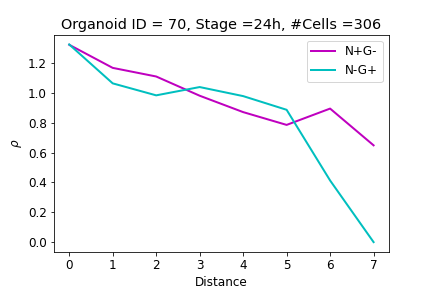 Organoid ID = 70, Stage =24h, #Cells =306
N+G-
N-G+
1.2
1.0
0.8
0.6
0.4
0.2
0.0
ρ
0 1 2 3 4 5 6 7
Distance